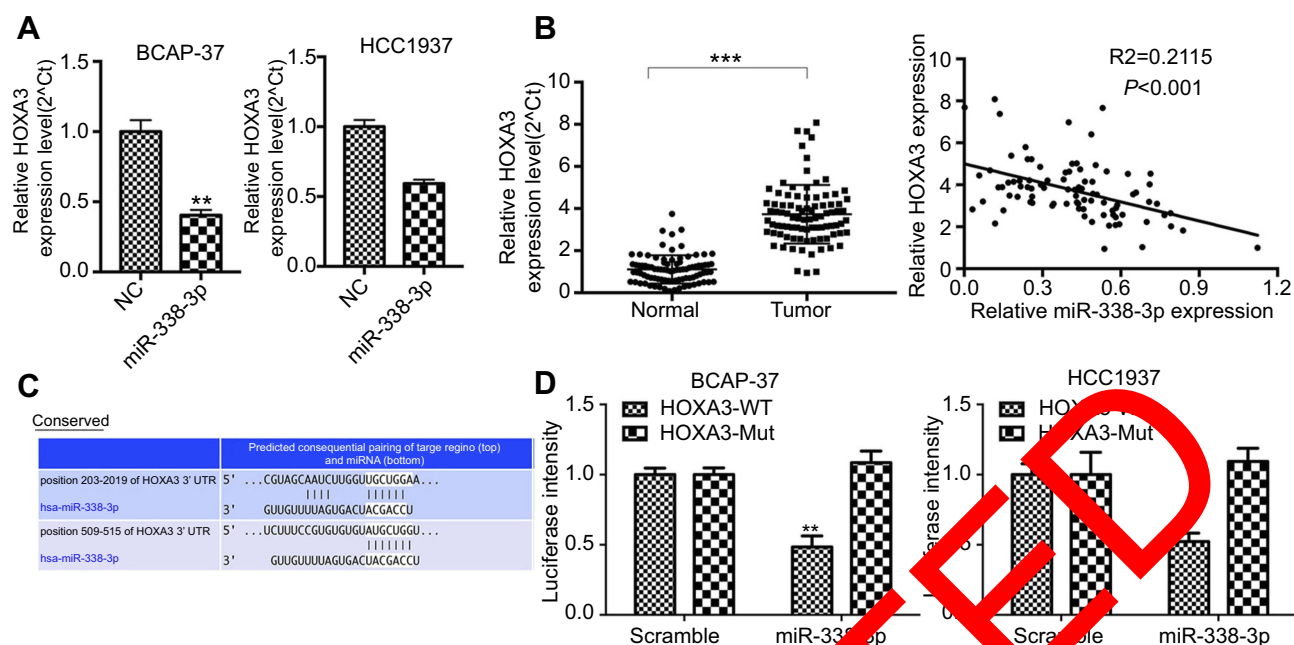 A
BCAP-37
HCC1937
Relative HOXA3
expression level(2^Ct)
1.5
1.0
0.5
0.0
**
NC
miR-338-3p
Relative HOXA3
expression level(2^Ct)
1.5
1.0
0.5
0.0
NC
miR-338-3p
B
***
Relative HOXA3
expression level(2^Ct)
10
8
6
4
2
0
Normal
Tumor
R2=0.2115
P<0.001
Relative HOXA3 expression
10
8
6
4
2
0
0.0
0.3
0.6
0.9
1.2
Relative miR-338-3p expression
C
Conserved
Predicted consequential pairing of targe regino (top)
and miRNA (bottom)
position 203-2019 of HOXA3 3' UTR 5' ...CGUAGCAAUCUUGGUUGCUGGAA...
hsa-miR-338-3p 3' GUUGUUUUAGUGACUACGACCU
position 509-515 of HOXA3 3' UTR 5' ...UCUUUCCGUGUGUGUAUGCUGGU...
hsa-miR-338-3p 3' GUUGUUUUAGUGACUACGACCU
D
BCAP-37
HOXA3-WT
HOXA3-Mut
Luciferase intensity
1.5
1.0
0.5
0.0
**
Scramble
miR-338-3p
HCC1937
HOXA3-Mut
intensity
1.5
1.0
Scramble
miR-338-3p
ED